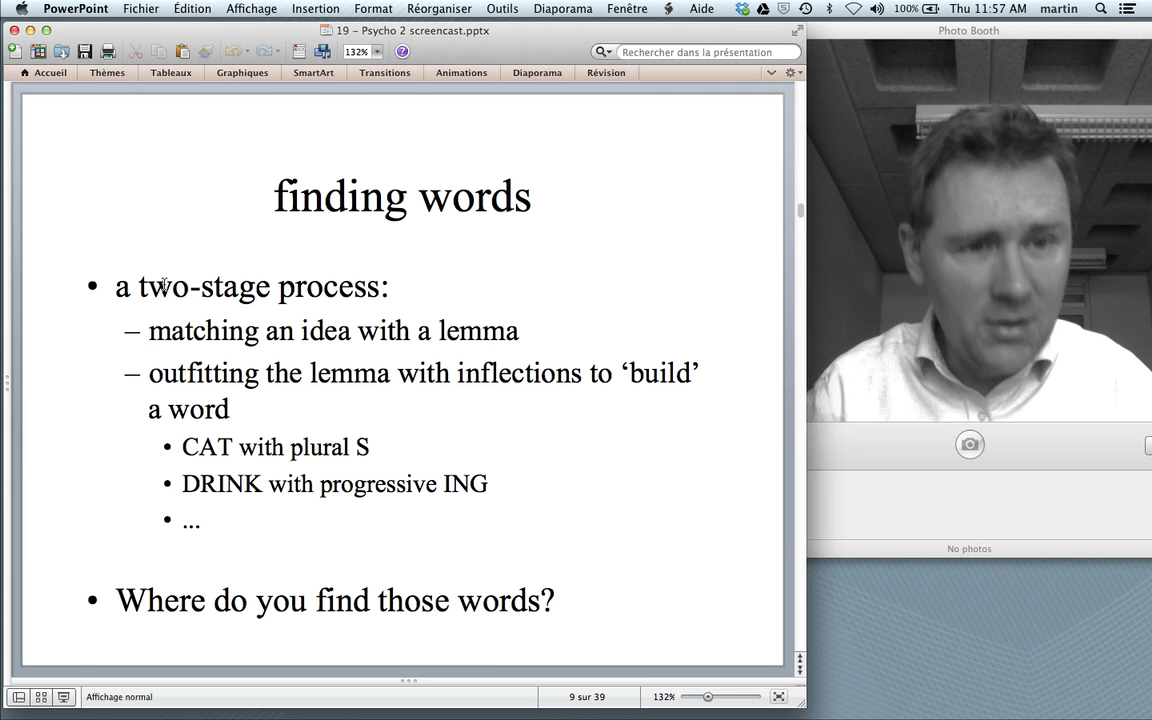 PowerPoint Fichier Édition Affichage Insertion Format Réorganiser Outils Diaporama Fenêtre Aide 100% Thu 11:57 AM martin
19 – Psycho 2 screencast.pptx
Photo Booth
132% Rechercher dans la présentation
Accueil Thèmes Tableaux Graphiques SmartArt Transitions Animations Diaporama Révision
finding words
• a two-stage process:
– matching an idea with a lemma
– outfitting the lemma with inflections to ‘build’
a word
• CAT with plural S
• DRINK with progressive ING
• ...
• Where do you find those words?
No photos
Affichage normal 9 sur 39 132%